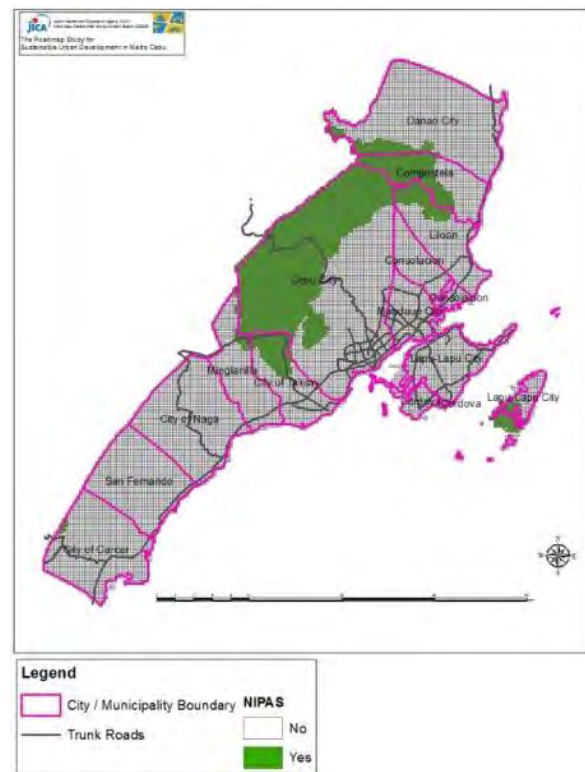 JICA
The Roadmap Study for
Sustainable Urban Development in Metro Cebu
Danao City
Compostela
Liloan
Consolacion
Cebu City
Consolacion
Mandaue City
Lapu-Lapu City
Minglanilla
City of Talisay
Cordova
Lapu-Lapu City
City of Naga
San Fernando
City of Carcar
Legend
City / Municipality Boundary
Trunk Roads
NIPAS
No
Yes